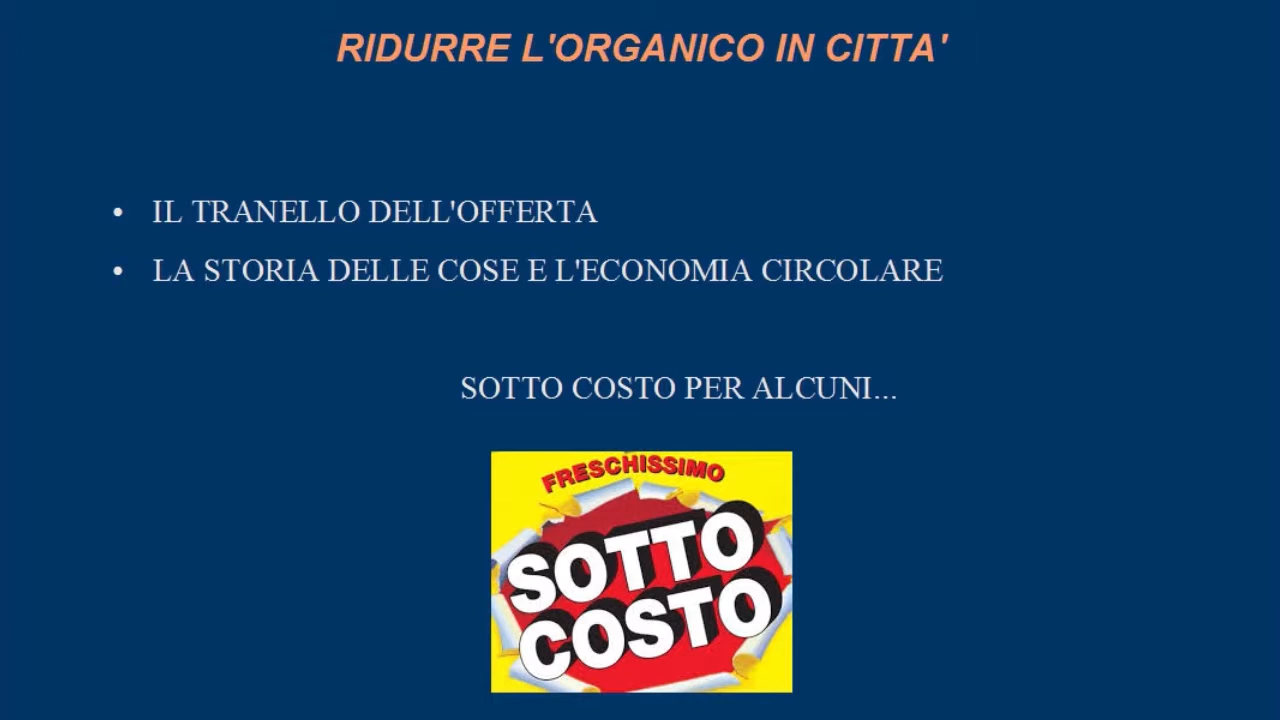 RIDURRE L'ORGANICO IN CITTA'
• IL TRANELLO DELL'OFFERTA
• LA STORIA DELLE COSE E L'ECONOMIA CIRCOLARE
SOTTO COSTO PER ALCUNI...
FRESCHISSIMO
SOTTO
COSTO